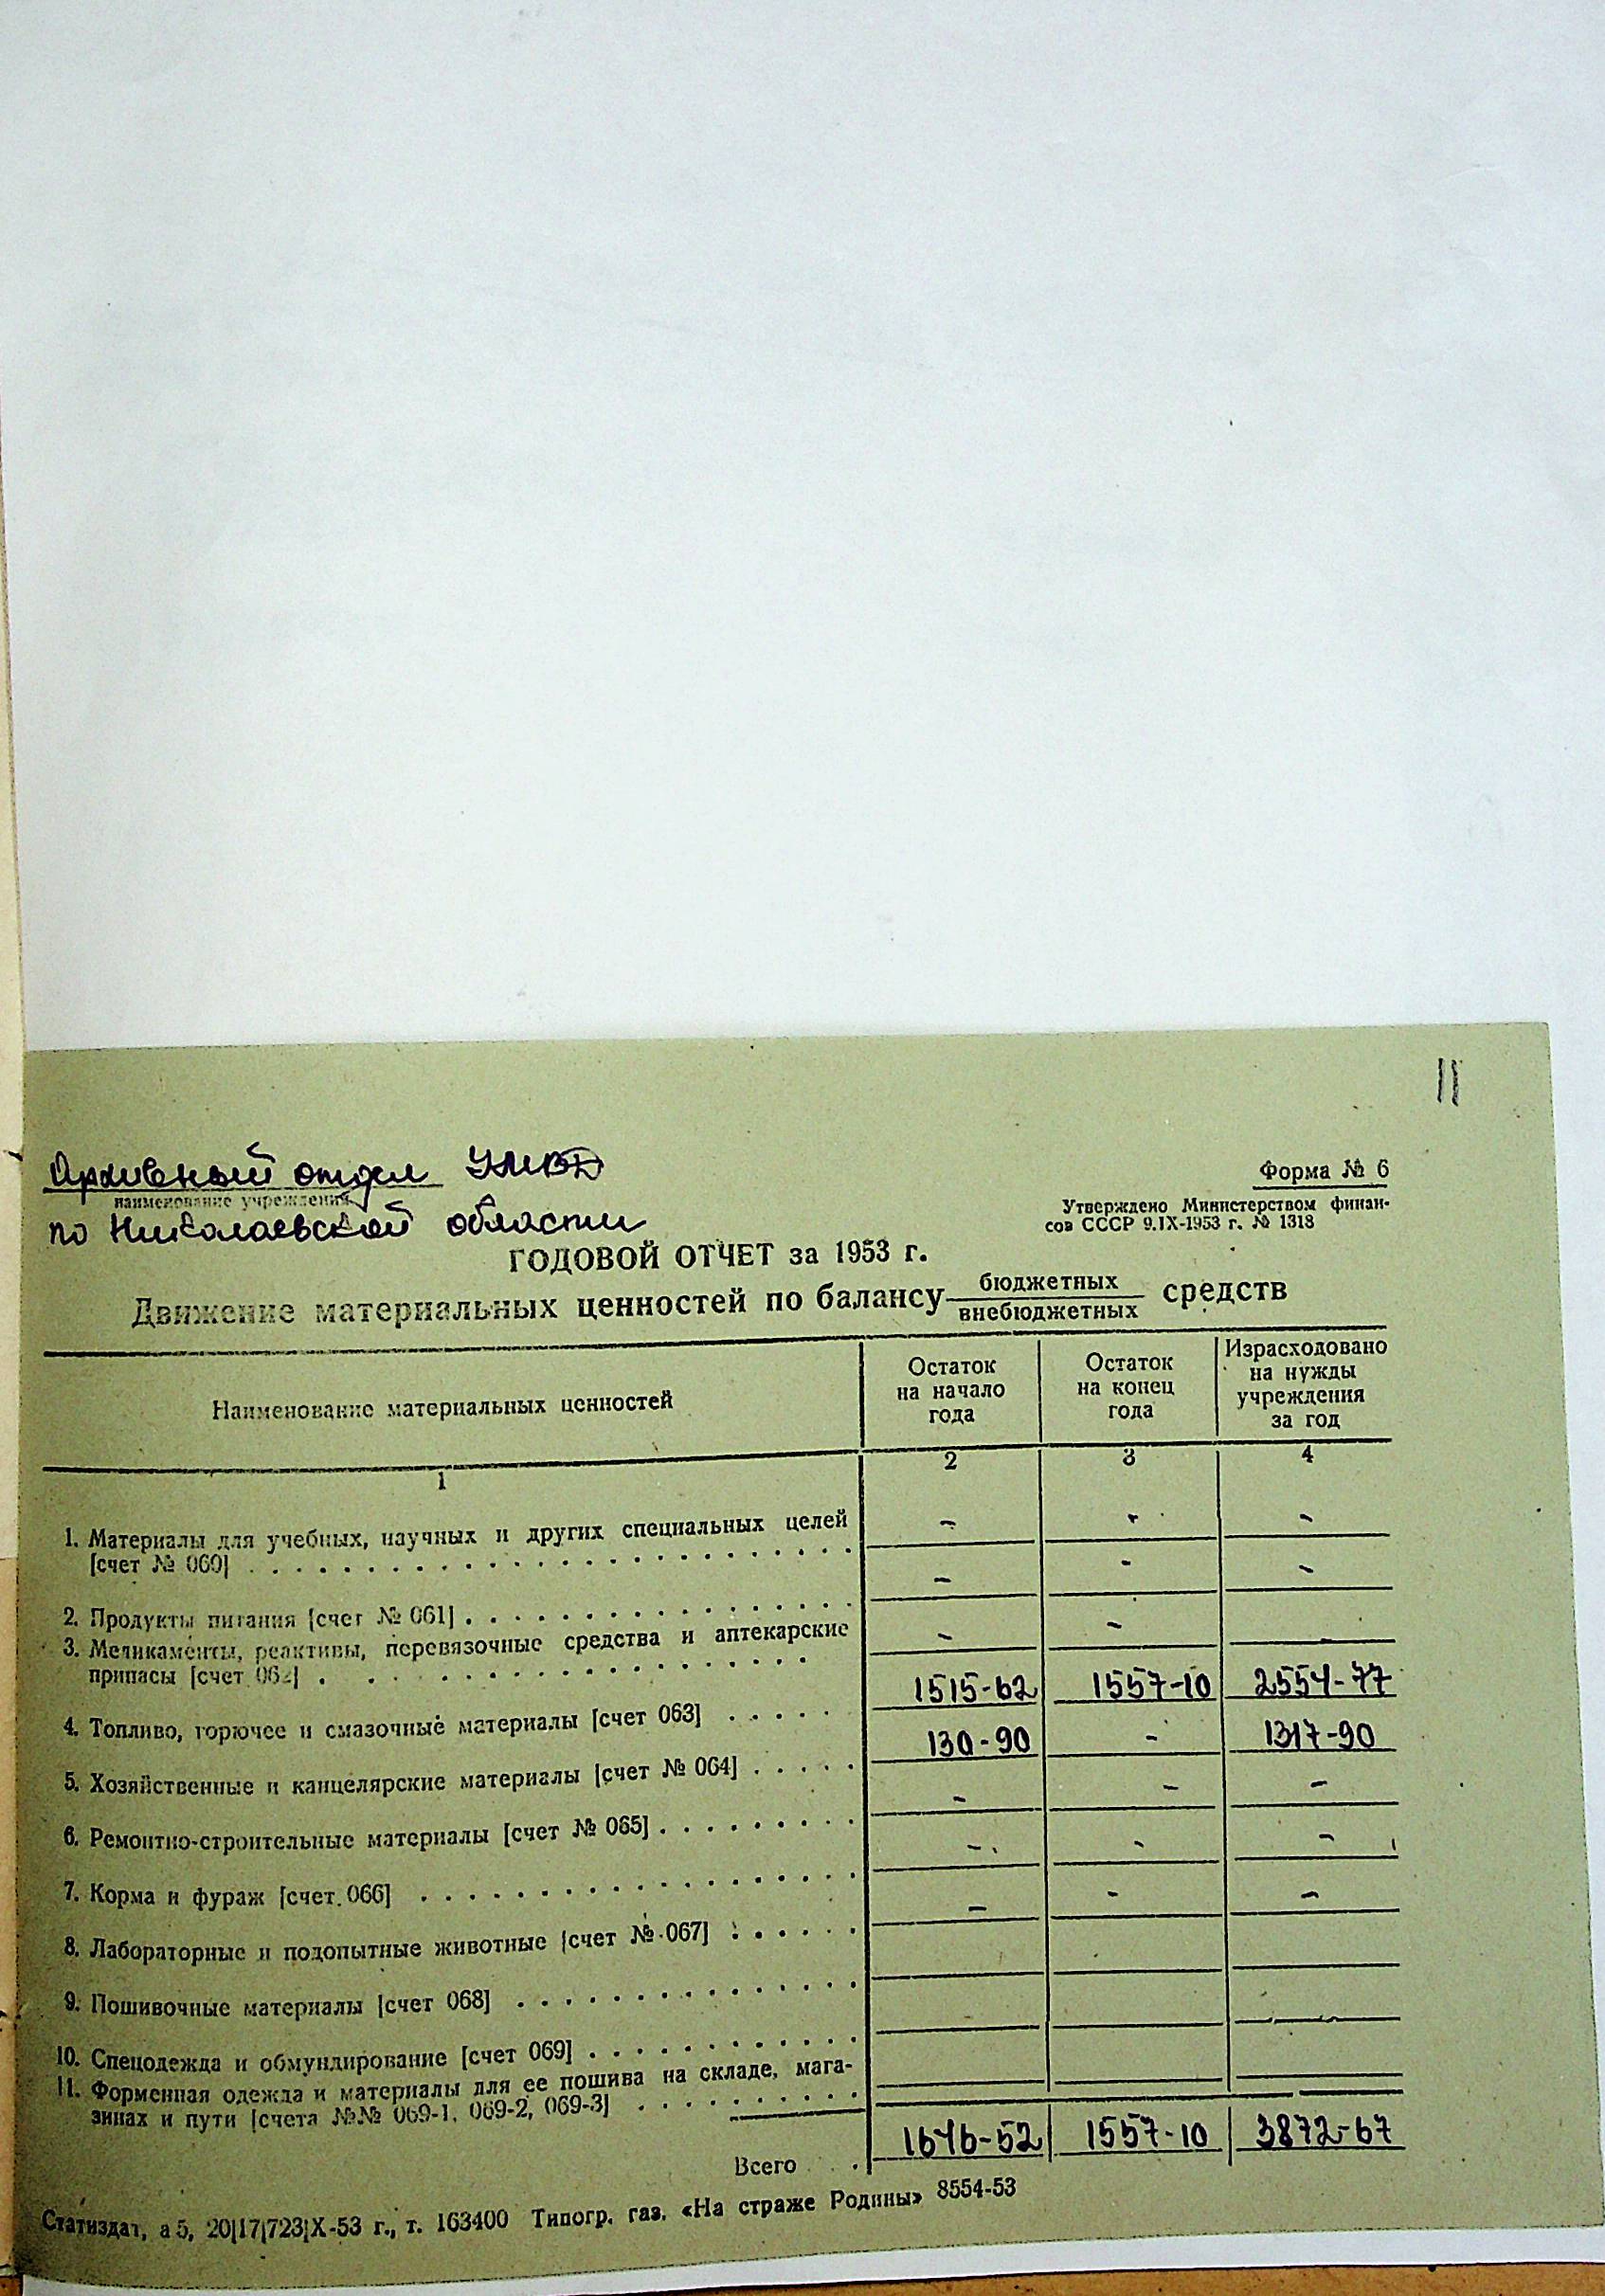 11
Архивный отдел УМВД
наименование учреждения
по Николаевской области
Форма № 6
Утверждено Министерством финан-
сов СССР 9.IX-1953 г. № 1318
ГОДОВОЙ ОТЧЕТ за 1953 г.
Движение материальных ценностей по балансу бюджетных средств
внебюджетных
Наименование материальных ценностей
Остаток
на начало
года
Остаток
на конец
года
Израсходовано
на нужды
учреждения
за год
1 2 3 4
1. Материалы для учебных, научных и других специальных целей - - -
[счет № 060] . . . . . . . . . . . . . . . . . . . . .
- - -
2. Продукты питания [счет № 061] . . . . . . . . . . . . . .
3. Медикаменты, реактивы, перевязочные средства и аптекарские - -
припасы [счет 062] . . . . . . . . . . . . . . . . .
1515-62 1557-10 2554-77
4. Топливо, горючее и смазочные материалы [счет 063] . . . . .
130-90 - 1317-90
5. Хозяйственные и канцелярские материалы [счет № 064] . . . . .
- - -
6. Ремонтно-строительные материалы [счет № 065] . . . . . . . . .
- - -
7. Корма и фураж [счет 066] . . . . . . . . . . . . . . . . . .
- - -
8. Лабораторные и подопытные животные [счет № 067] . . . . . .
9. Пошивочные материалы [счет 068] . . . . . . . . . . . . . .
10. Спецодежда и обмундирование [счет 069] . . . . . . . . . . .
11. Форменная одежда и материалы для ее пошива на складе, мага-
зинах и пути [счета №№ 069-1, 069-2, 069-3] . . . . . . . . . .
Всего . 1646-52 1557-10 3872-67
Статиздат, а 5, 20|17|723|X-53 г., т. 163400 Типогр. газ. «На страже Родины» 8554-53